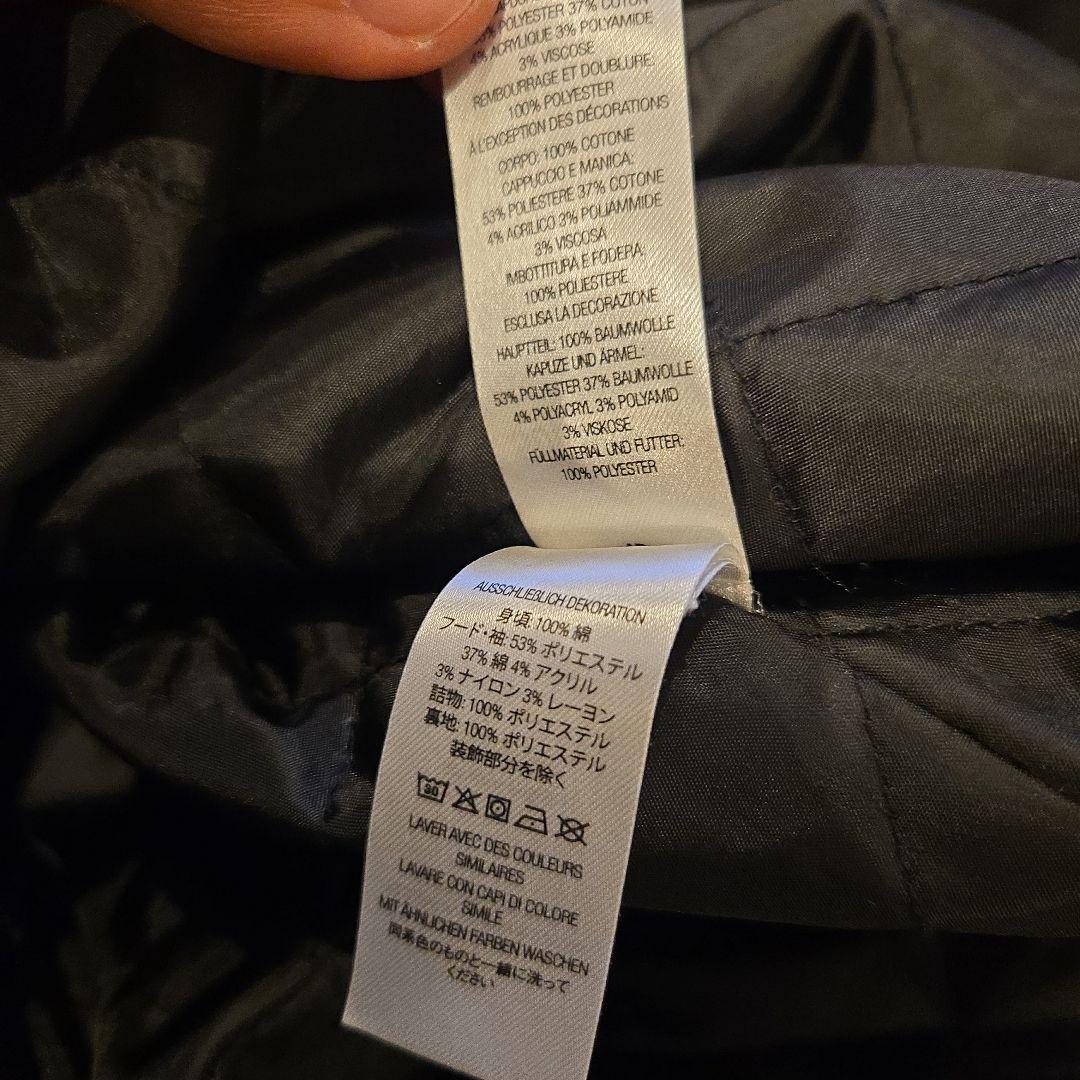 POLYESTER 37% COTON
4% ACRYLIQUE 3% POLYAMIDE
3% VISCOSE
REMBOURRAGE ET DOUBLURE:
100% POLYESTER
À L'EXCEPTION DES DÉCORATIONS
CORPO: 100% COTONE
CAPPUCCIO E MANICA:
53% POLIESTERE 37% COTONE
4% ACRILICO 3% POLIAMMIDE
3% VISCOSA
IMBOTTITURA E FODERA:
100% POLIESTERE
ESCLUSA LA DECORAZIONE
HAUPTTEIL: 100% BAUMWOLLE
KAPUZE UND ÄRMEL:
53% POLYESTER 37% BAUMWOLLE
4% POLYACRYL 3% POLYAMID
3% VISKOSE
FÜLLMATERIAL UND FUTTER:
100% POLYESTER
AUSSCHLIEßLICH DEKORATION
身頃: 100% 綿
フード・袖: 53% ポリエステル
37% 綿 4% アクリル
3% ナイロン 3% レーヨン
詰物: 100% ポリエステル
裏地: 100% ポリエステル
装飾部分を除く
30
LAVER AVEC DES COULEURS
SIMILAIRES
LAVARE CON CAPI DI COLORE
SIMILE
MIT ÄHNLICHEN FARBEN WASCHEN
同系色のものと一緒に洗って
ください